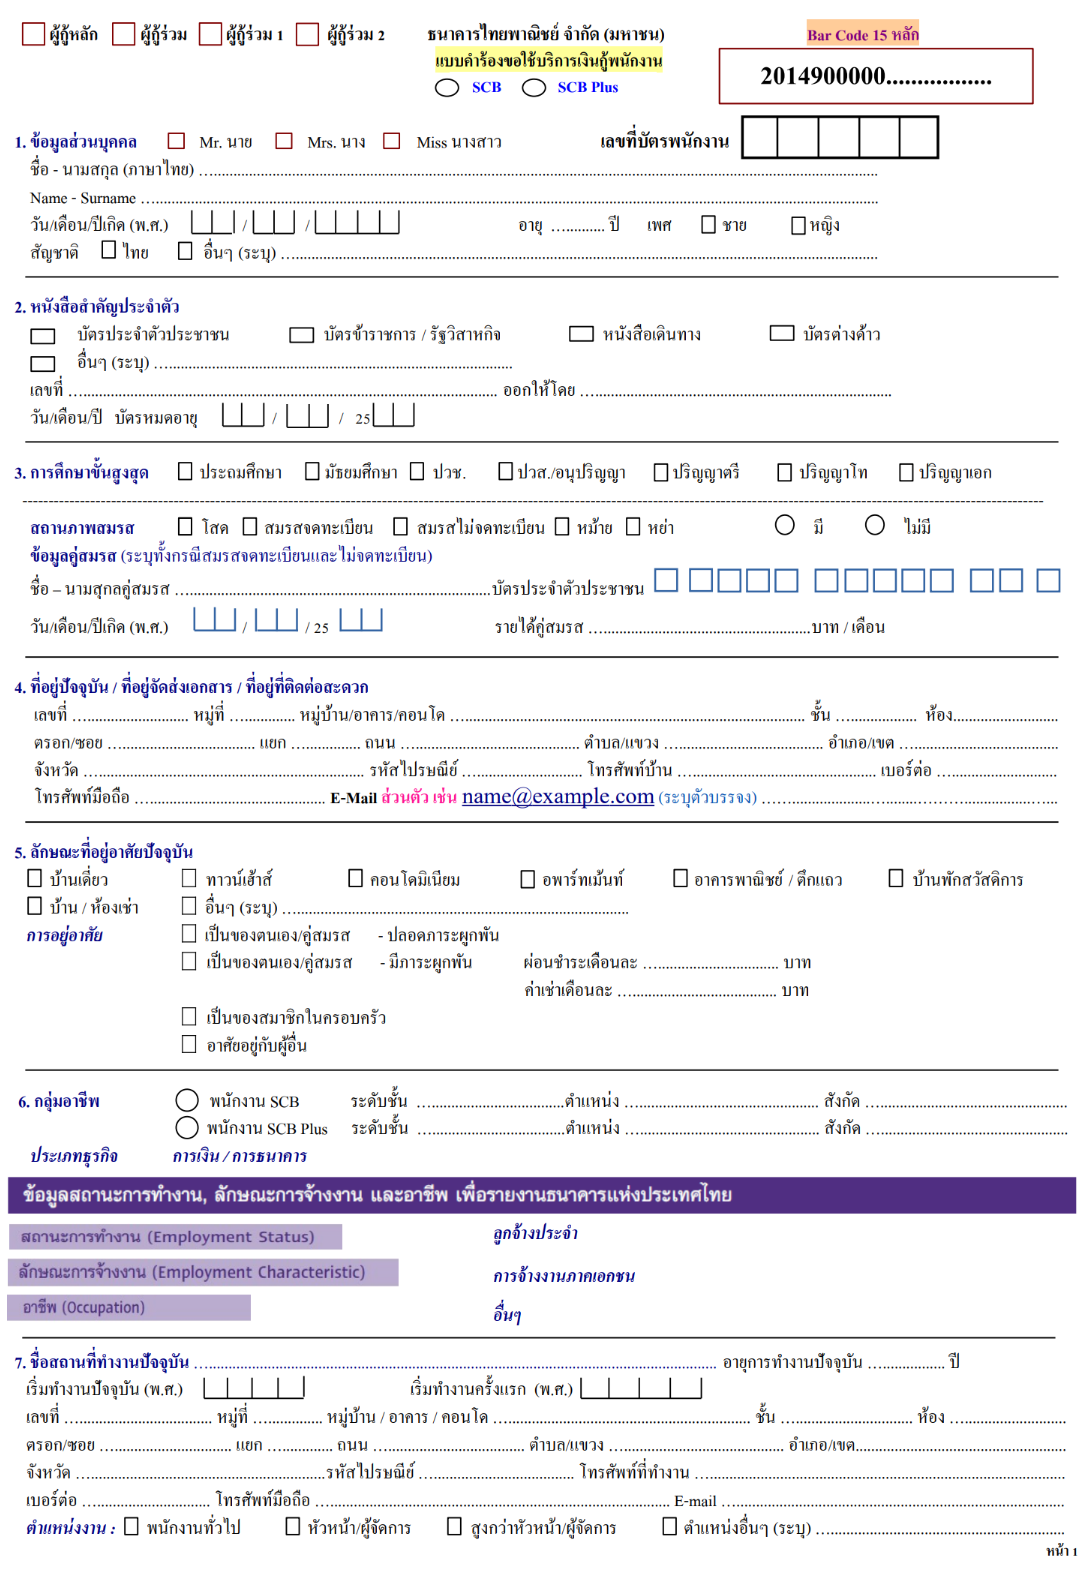 ผู้กู้หลัก ผู้กู้ร่วม ผู้กู้ร่วม 1 ผู้กู้ร่วม 2 ธนาคารไทยพาณิชย์ จำกัด (มหาชน) Bar Code 15 หลัก
แบบคำร้องขอใช้บริการเงินกู้พนักงาน
SCB SCB Plus
2014900000.................
1. ข้อมูลส่วนบุคคล Mr. นาย Mrs. นาง Miss นางสาว เลขที่บัตรพนักงาน
ชื่อ - นามสกุล (ภาษาไทย) ....................
Name - Surname ....................
วัน/เดือน/ปีเกิด (พ.ศ.) / / อายุ ............. ปี เพศ ชาย หญิง
สัญชาติ ไทย อื่นๆ (ระบุ) ....................
2. หนังสือสำคัญประจำตัว
บัตรประจำตัวประชาชน บัตรข้าราชการ / รัฐวิสาหกิจ หนังสือเดินทาง บัตรต่างด้าว
อื่นๆ (ระบุ) ....................
เลขที่ .................... ออกให้โดย ....................
วัน/เดือน/ปี บัตรหมดอายุ / / 25
3. การศึกษาขั้นสูงสุด ประถมศึกษา มัธยมศึกษา ปวช. ปวส./อนุปริญญา ปริญญาตรี ปริญญาโท ปริญญาเอก
สถานภาพสมรส โสด สมรสจดทะเบียน สมรสไม่จดทะเบียน หม้าย หย่า มี ไม่มี
ข้อมูลคู่สมรส (ระบุทั้งกรณีสมรสจดทะเบียนและไม่จดทะเบียน)
ชื่อ – นามสุกลคู่สมรส ....................บัตรประจำตัวประชาชน
วัน/เดือน/ปีเกิด (พ.ศ.) / / 25 รายได้คู่สมรส ....................บาท / เดือน
4. ที่อยู่ปัจจุบัน / ที่อยู่จัดส่งเอกสาร / ที่อยู่ที่ติดต่อสะดวก
เลขที่ .................... หมู่ที่ ............... หมู่บ้าน/อาคาร/คอนโด .................... ชั้น .................... ห้อง....................
ตรอก/ซอย .................... แยก .................... ถนน .................... ตำบล/แขวง .................... อำเภอ/เขต ....................
จังหวัด .................... รหัสไปรษณีย์ .................... โทรศัพท์บ้าน .................... เบอร์ต่อ ....................
โทรศัพท์มือถือ .................... E-Mail ส่วนตัว เช่น name@example.com (ระบุตัวบรรจง) ....................
5. ลักษณะที่อยู่อาศัยปัจจุบัน
บ้านเดี่ยว ทาวน์เฮ้าส์ คอนโดมิเนียม อพาร์ทเม้นท์ อาคารพาณิชย์ / ตึกแถว บ้านพักสวัสดิการ
บ้าน / ห้องเช่า อื่นๆ (ระบุ) ....................
การอยู่อาศัย เป็นของตนเอง/คู่สมรส - ปลอดภาระผูกพัน
เป็นของตนเอง/คู่สมรส - มีภาระผูกพัน ผ่อนชำระเดือนละ .................... บาท
ค่าเช่าเดือนละ .................... บาท
เป็นของสมาชิกในครอบครัว
อาศัยอยู่กับผู้อื่น
6. กลุ่มอาชีพ พนักงาน SCB ระดับชั้น ....................ตำแหน่ง .................... สังกัด ....................
พนักงาน SCB Plus ระดับชั้น ....................ตำแหน่ง .................... สังกัด ....................
ประเภทธุรกิจ การเงิน / การธนาคาร
ข้อมูลสถานะการทำงาน, ลักษณะการจ้างงาน และอาชีพ เพื่อรายงานธนาคารแห่งประเทศไทย
สถานะการทำงาน (Employment Status) ลูกจ้างประจำ
ลักษณะการจ้างงาน (Employment Characteristic) การจ้างงานภาคเอกชน
อาชีพ (Occupation) อื่นๆ
7. ชื่อสถานที่ทำงานปัจจุบัน .................... อายุการทำงานปัจจุบัน .................... ปี
เริ่มทำงานปัจจุบัน (พ.ศ.) เริ่มทำงานครั้งแรก (พ.ศ.)
เลขที่ .................... หมู่ที่ .................... หมู่บ้าน / อาคาร / คอนโด .................... ชั้น .................... ห้อง ....................
ตรอก/ซอย .................... แยก .................... ถนน .................... ตำบล/แขวง .................... อำเภอ/เขต....................
จังหวัด ....................รหัสไปรษณีย์ .................... โทรศัพท์ที่ทำงาน ....................
เบอร์ต่อ .................... โทรศัพท์มือถือ .................... E-mail ....................
ตำแหน่งงาน : พนักงานทั่วไป หัวหน้า/ผู้จัดการ สูงกว่าหัวหน้า/ผู้จัดการ ตำแหน่งอื่นๆ (ระบุ) ....................
หน้า 1